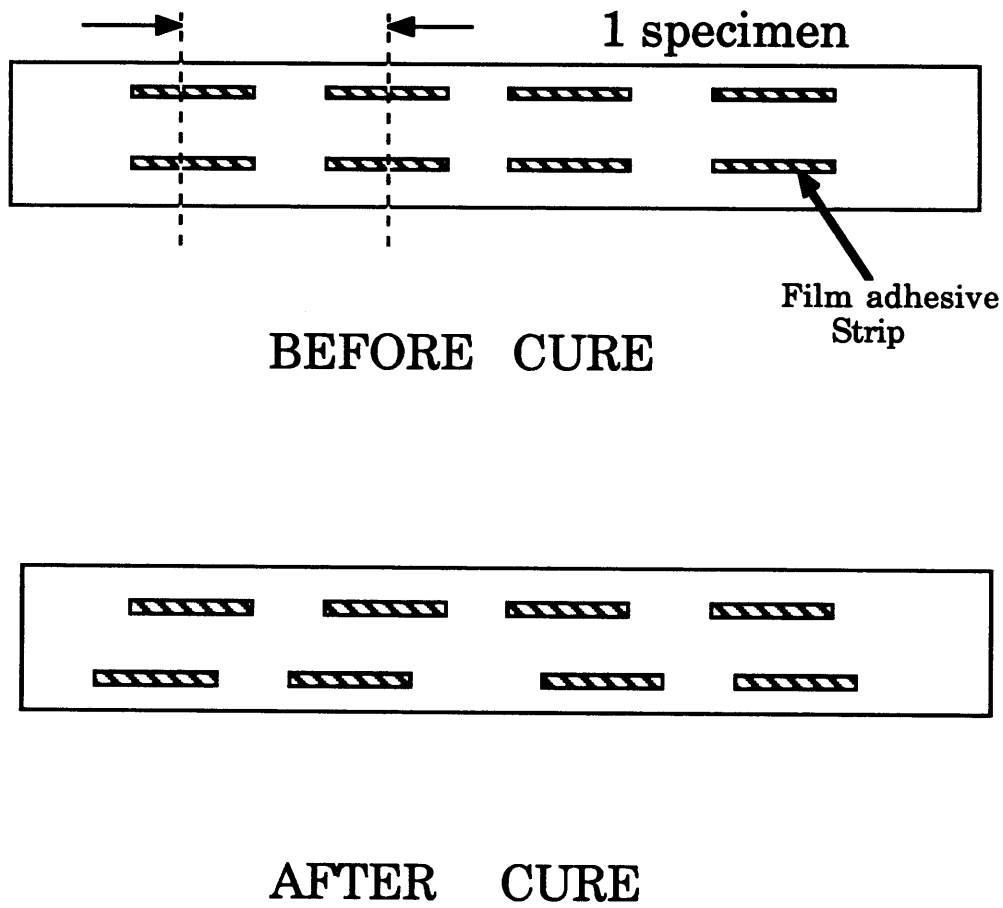 1 specimen
Film adhesive
Strip
BEFORE CURE
AFTER CURE